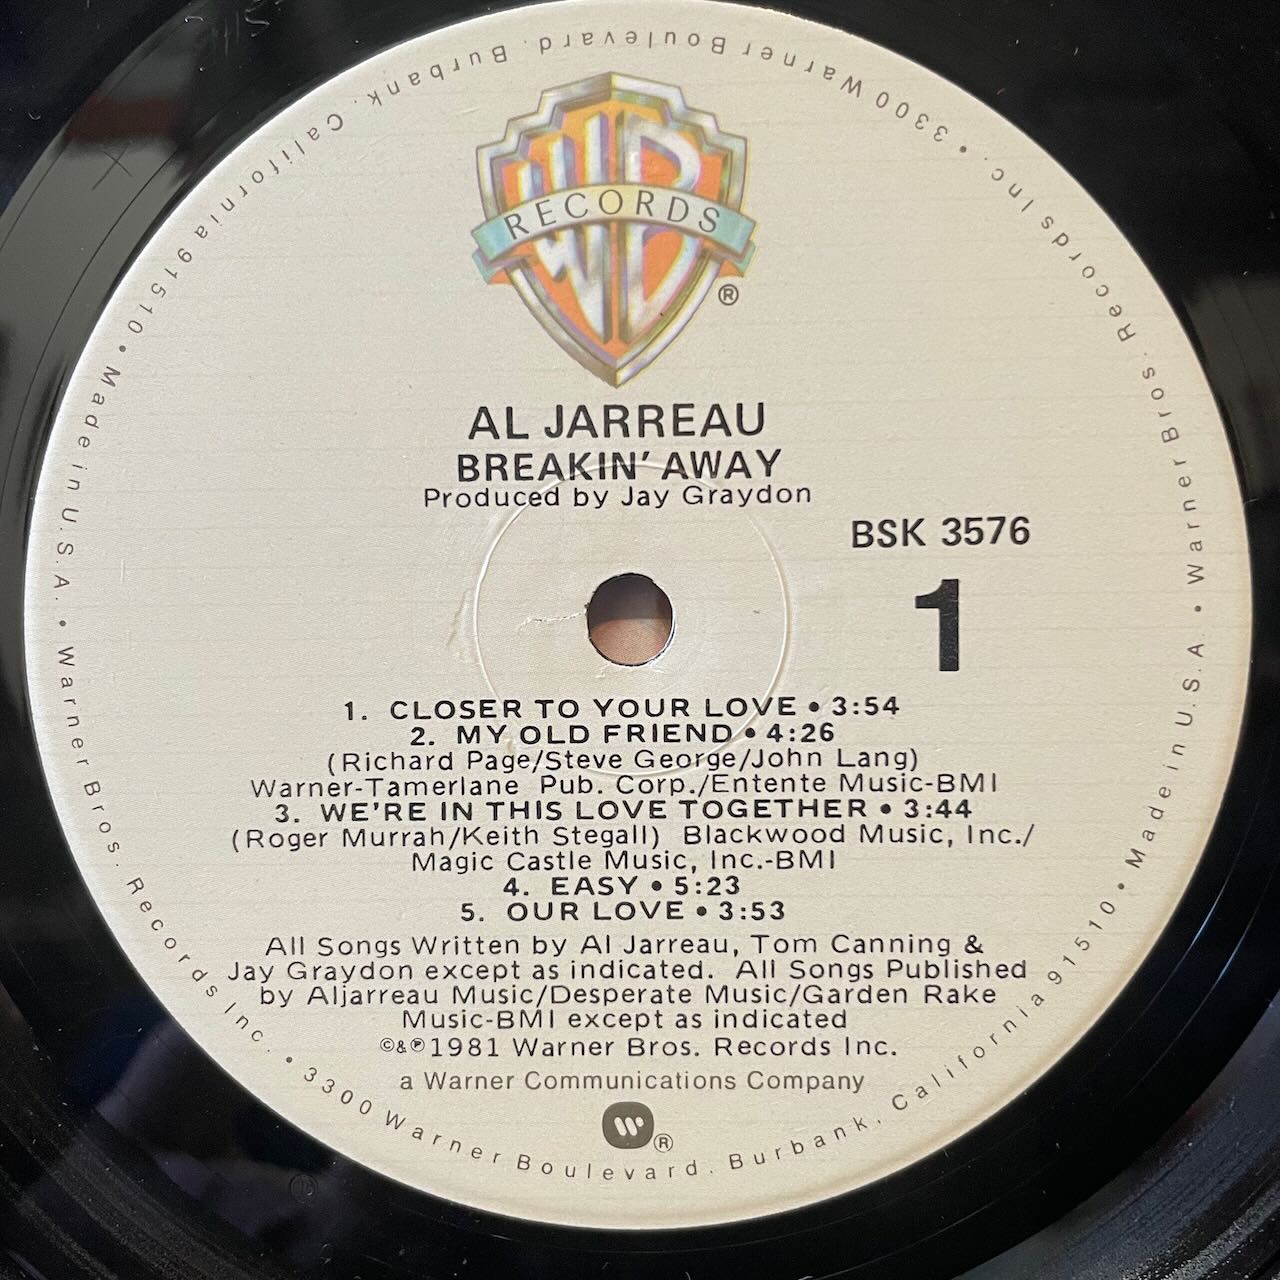 WB
RECORDS
®
AL JARREAU
BREAKIN' AWAY
Produced by Jay Graydon
BSK 3576
1
1. CLOSER TO YOUR LOVE • 3:54
2. MY OLD FRIEND • 4:26
(Richard Page/Steve George/John Lang)
Warner-Tamerlane Pub. Corp./Entente Music-BMI
3. WE'RE IN THIS LOVE TOGETHER • 3:44
(Roger Murrah/Keith Stegall) Blackwood Music, Inc./
Magic Castle Music, Inc.-BMI
4. EASY • 5:23
5. OUR LOVE • 3:53
All Songs Written by Al Jarreau, Tom Canning &
Jay Graydon except as indicated. All Songs Published
by Aljarreau Music/Desperate Music/Garden Rake
Music-BMI except as indicated
©&℗1981 Warner Bros. Records Inc.
a Warner Communications Company
®
Warner Bros. Records Inc. • 3300 Warner Boulevard. Burbank, California 91510 • Made in U.S.A. • Warner Bros. Records Inc. • 3300 Warner Boulevard. Burbank, California 91510 • Made in U.S.A. •